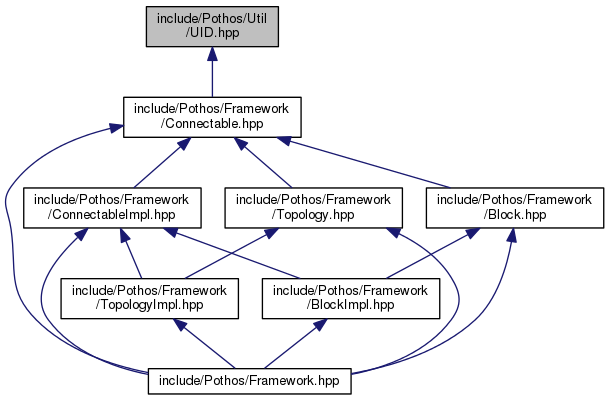 include/Pothos/Util
/UID.hpp
include/Pothos/Framework
/Connectable.hpp
include/Pothos/Framework
/ConnectableImpl.hpp
include/Pothos/Framework
/Topology.hpp
include/Pothos/Framework
/Block.hpp
include/Pothos/Framework
/TopologyImpl.hpp
include/Pothos/Framework
/BlockImpl.hpp
include/Pothos/Framework.hpp